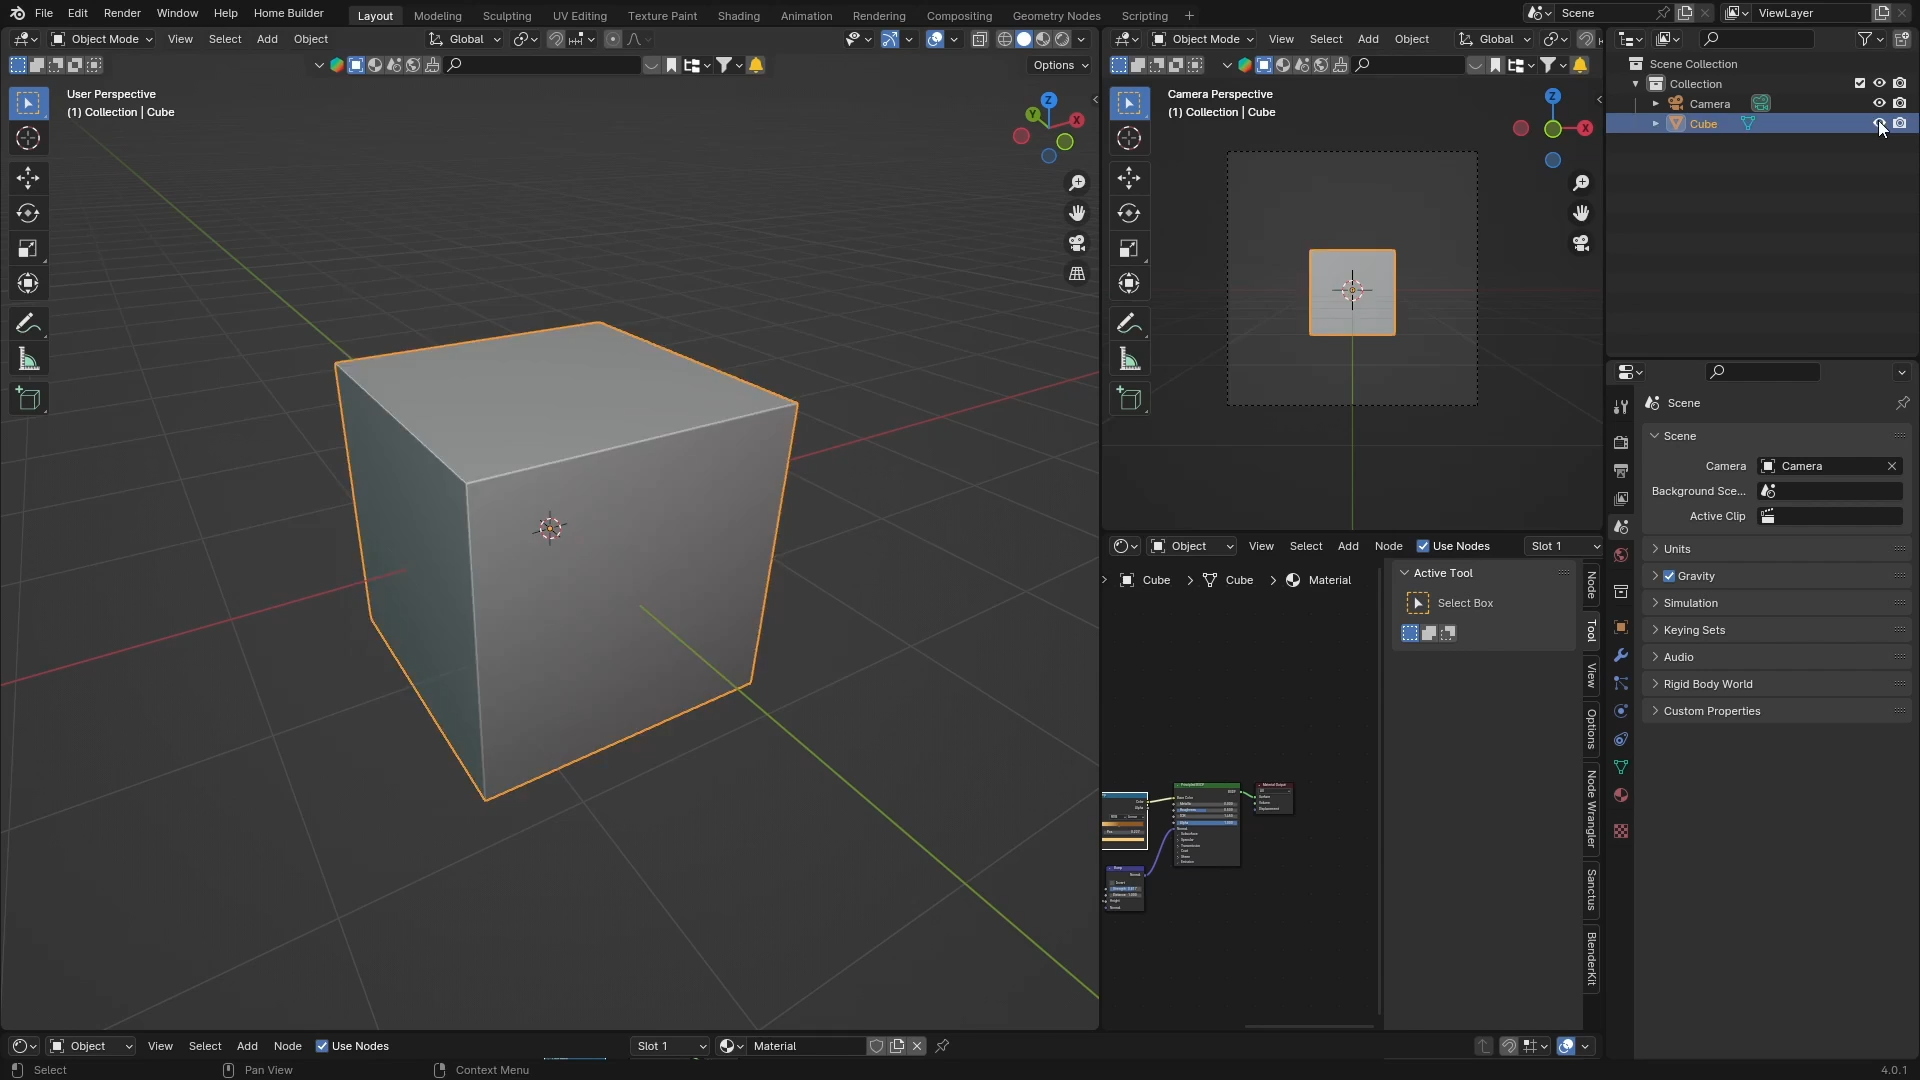 File Edit Render Window Help Home Builder Layout Modeling Sculpting UV Editing Texture Paint Shading Animation Rendering Compositing Geometry Nodes Scripting + Scene ViewLayer
Object Mode View Select Add Object Global
Options
User Perspective
(1) Collection | Cube
Z
Y
X
Object Mode View Select Add Object Global
Camera Perspective
(1) Collection | Cube
Z
X
Scene Collection
Collection
Camera
Cube
Scene
Scene
Camera Camera
Background Sce...
Active Clip
Units
Gravity
Simulation
Keying Sets
Audio
Rigid Body World
Custom Properties
Object View Select Add Node Use Nodes Slot 1
Cube > Cube > Material
Active Tool
Select Box
Node
Tool
View
Options
Node Wrangler
Sanctus
BlenderKit
Object View Select Add Node Use Nodes Slot 1 Material
Select Pan View Context Menu 4.0.1